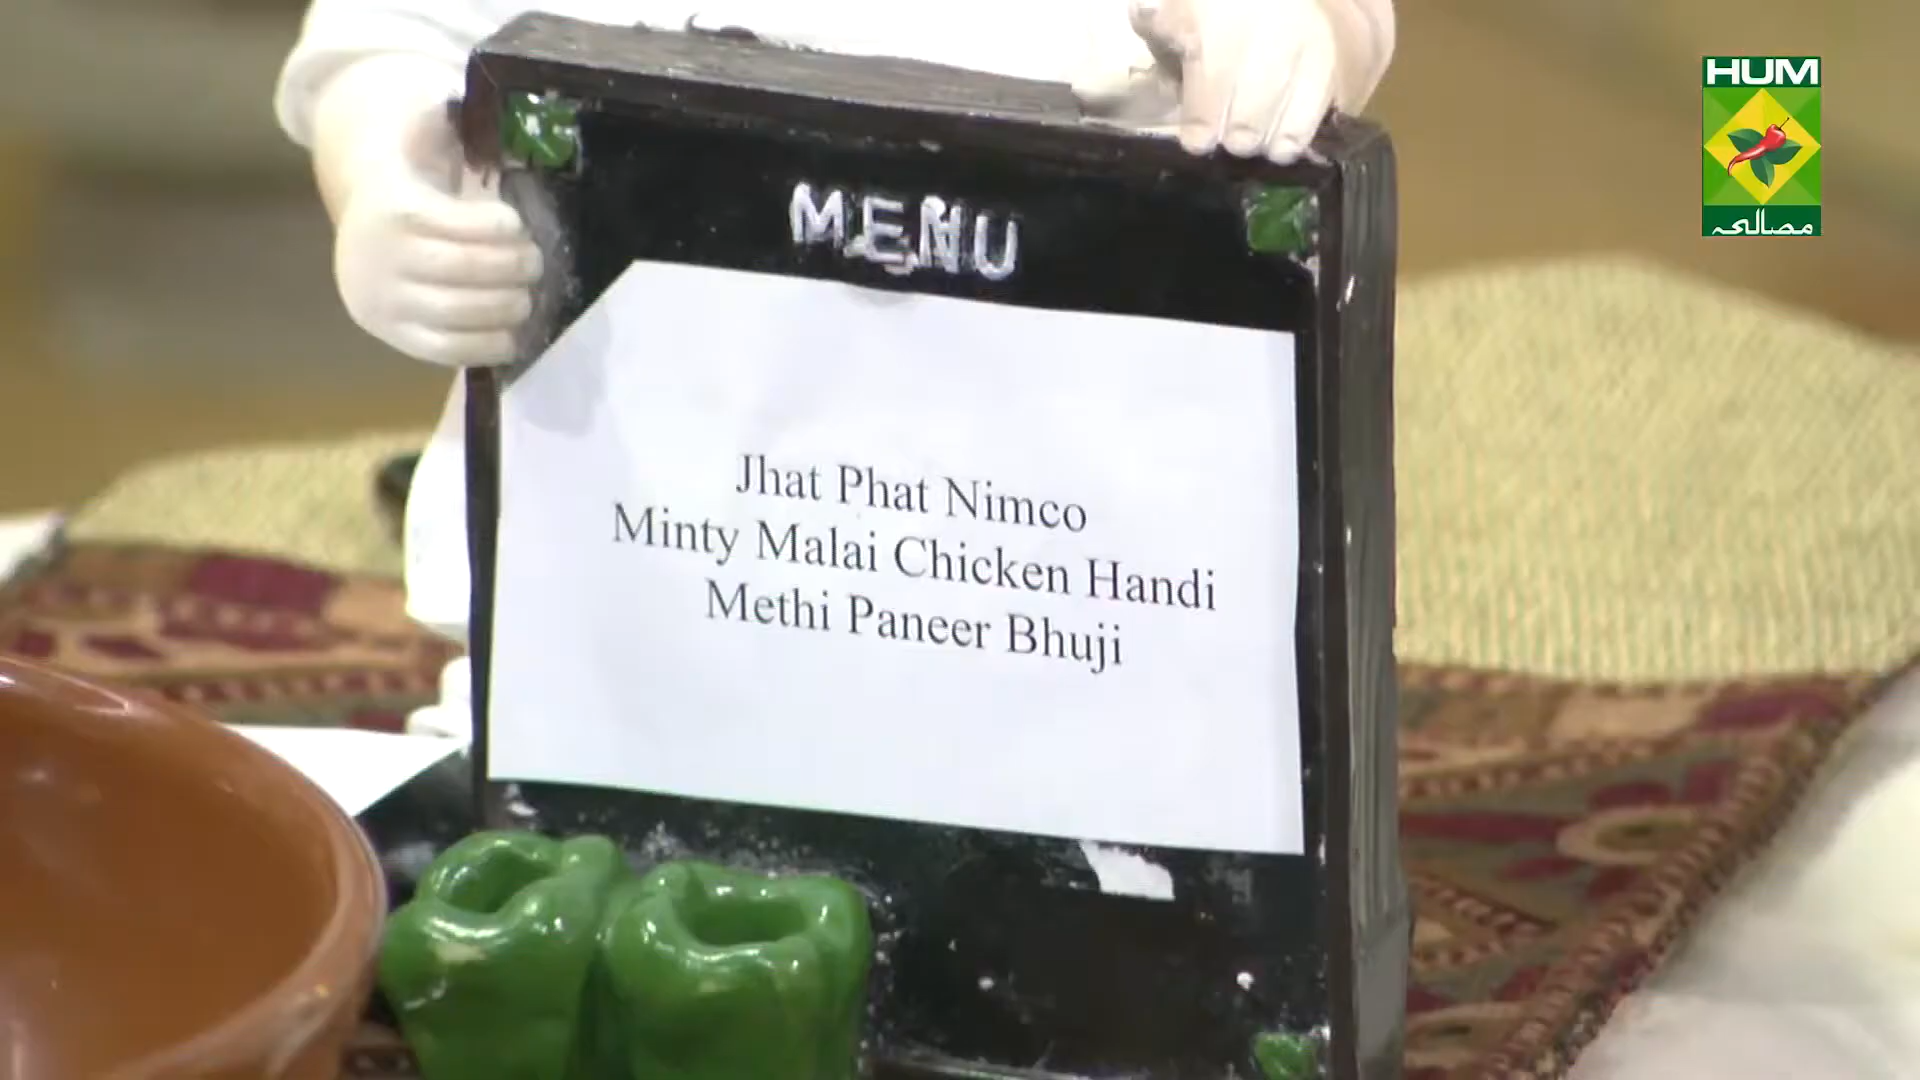 HUM
مصالحہ
MENU
Jhat Phat Nimco
Minty Malai Chicken Handi
Methi Paneer Bhuji